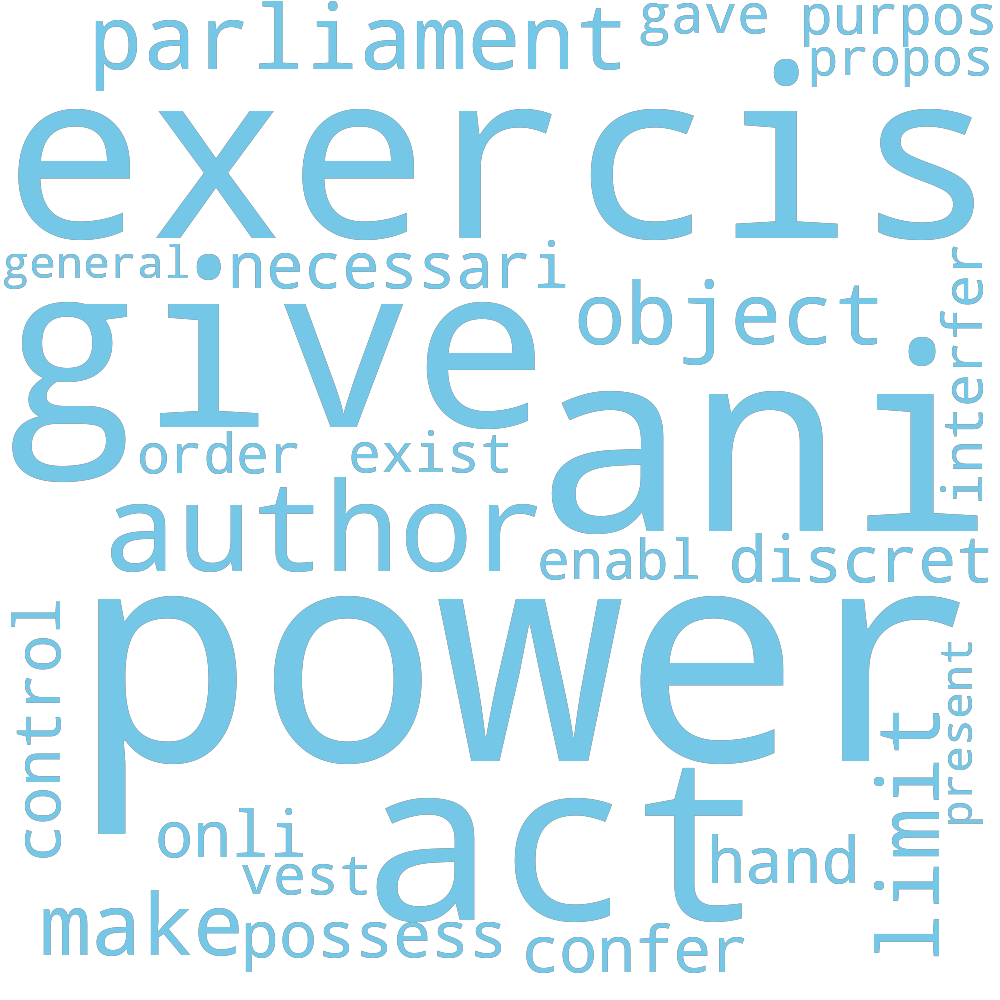 parliament
gave
purpos
propos
exercis
general
necessari
give
object
interfer
ani
order
exist
author
enabl
discret
power
control
present
limit
act
onli
hand
vest
make
possess
confer